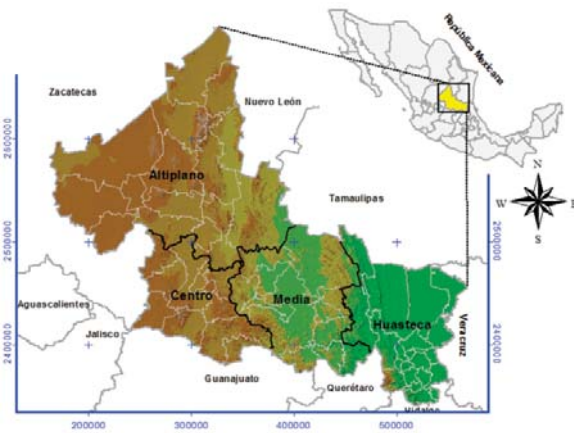 República Mexicana
Zacatecas
Nuevo León
N
W E
S
Altiplano
Tamaulipas
Centro
Media
Huasteca
Aguascalientes
Jalisco
Guanajuato
Querétaro
Hidalgo
Veracruz
2600000
2500000
2400000
2500000
2400000
200000
300000
400000
500000